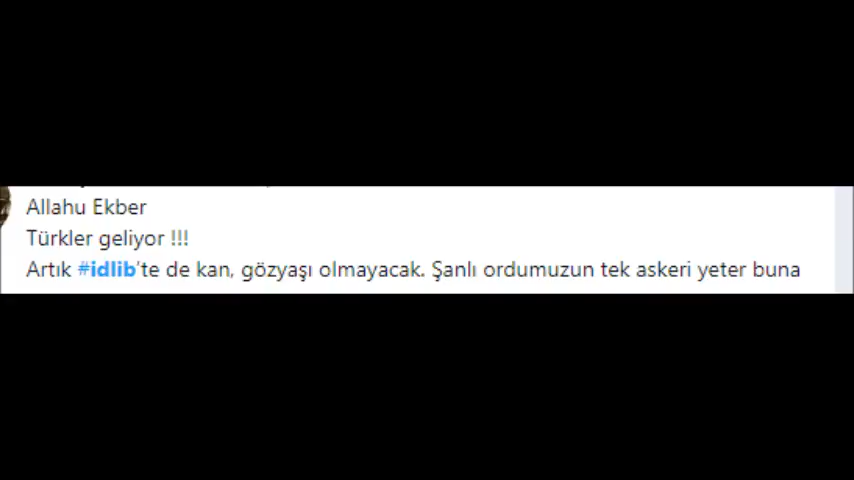 Allahu Ekber
Türkler geliyor !!!
Artık #idlib'te de kan, gözyaşı olmayacak. Şanlı ordumuzun tek askeri yeter buna